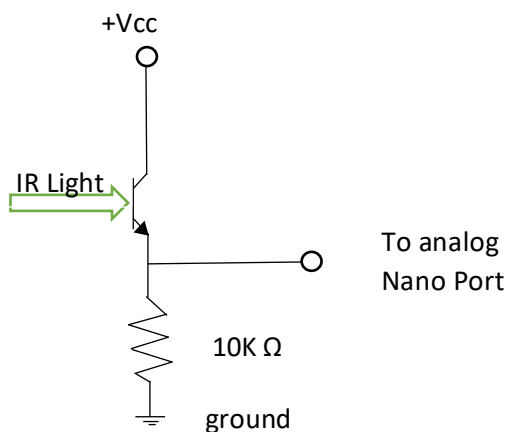 +Vcc
IR Light
To analog
Nano Port
10K Ω
ground